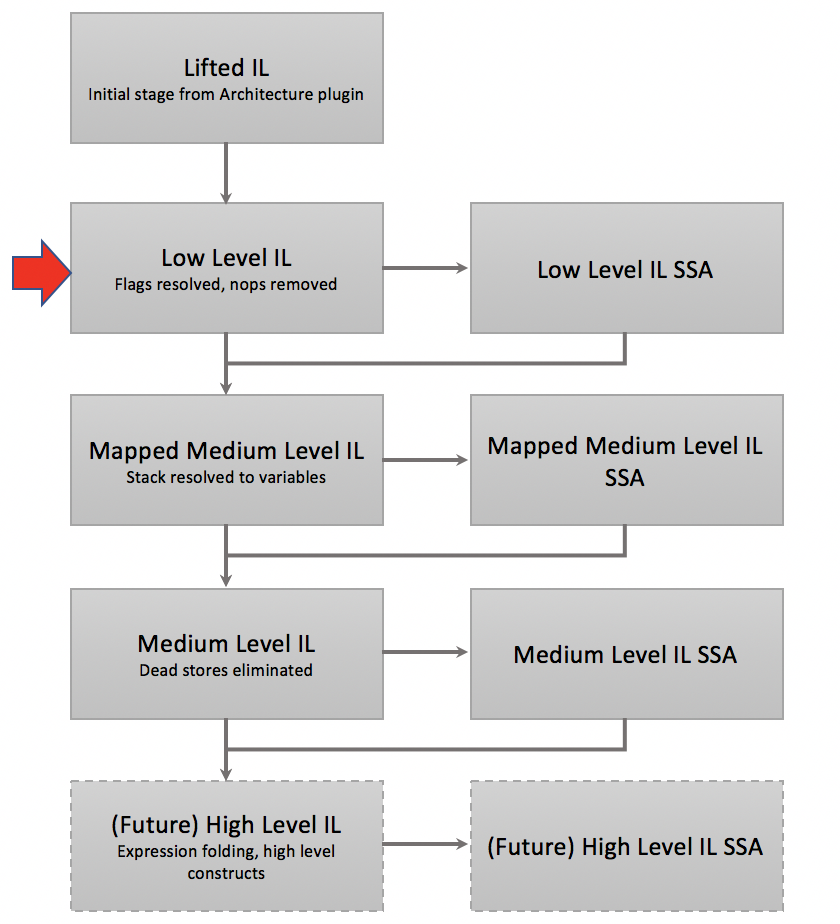 Lifted IL
Initial stage from Architecture plugin
Low Level IL
Flags resolved, nops removed
Low Level IL SSA
Mapped Medium Level IL
Stack resolved to variables
Mapped Medium Level IL
SSA
Medium Level IL
Dead stores eliminated
Medium Level IL SSA
(Future) High Level IL
Expression folding, high level
constructs
(Future) High Level IL SSA